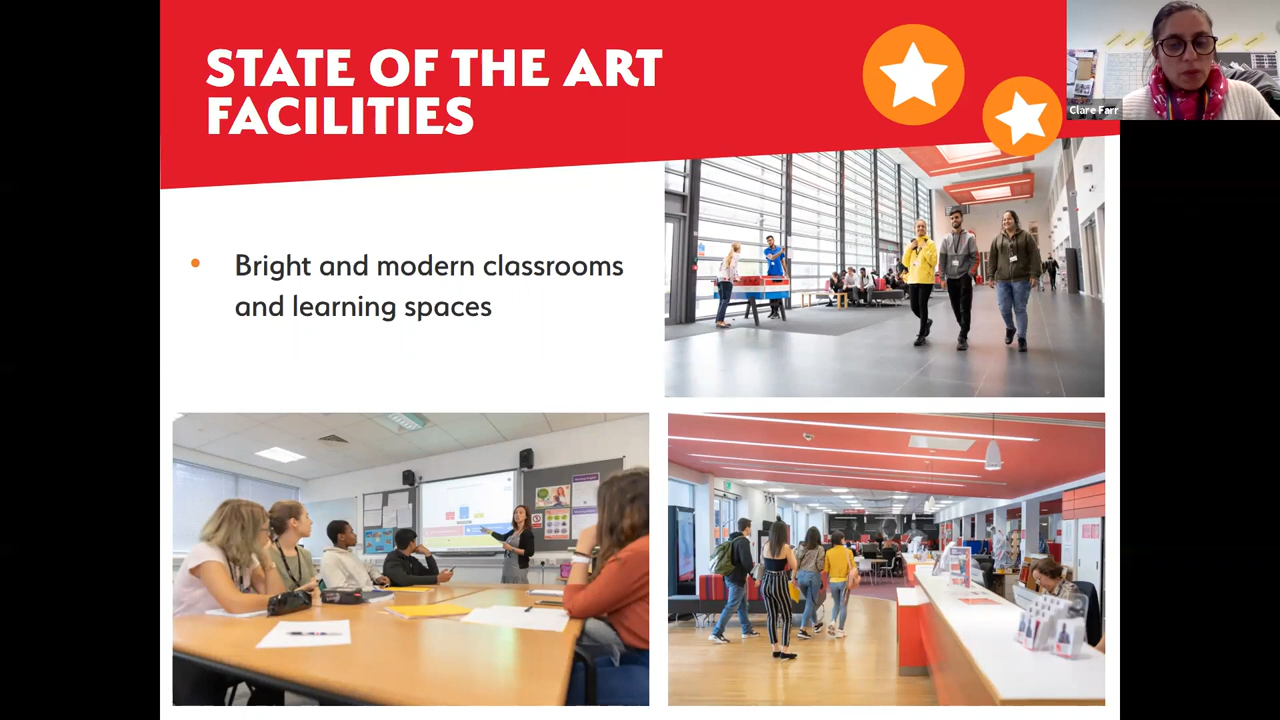 STATE OF THE ART
FACILITIES
Clare Farr
• Bright and modern classrooms
and learning spaces